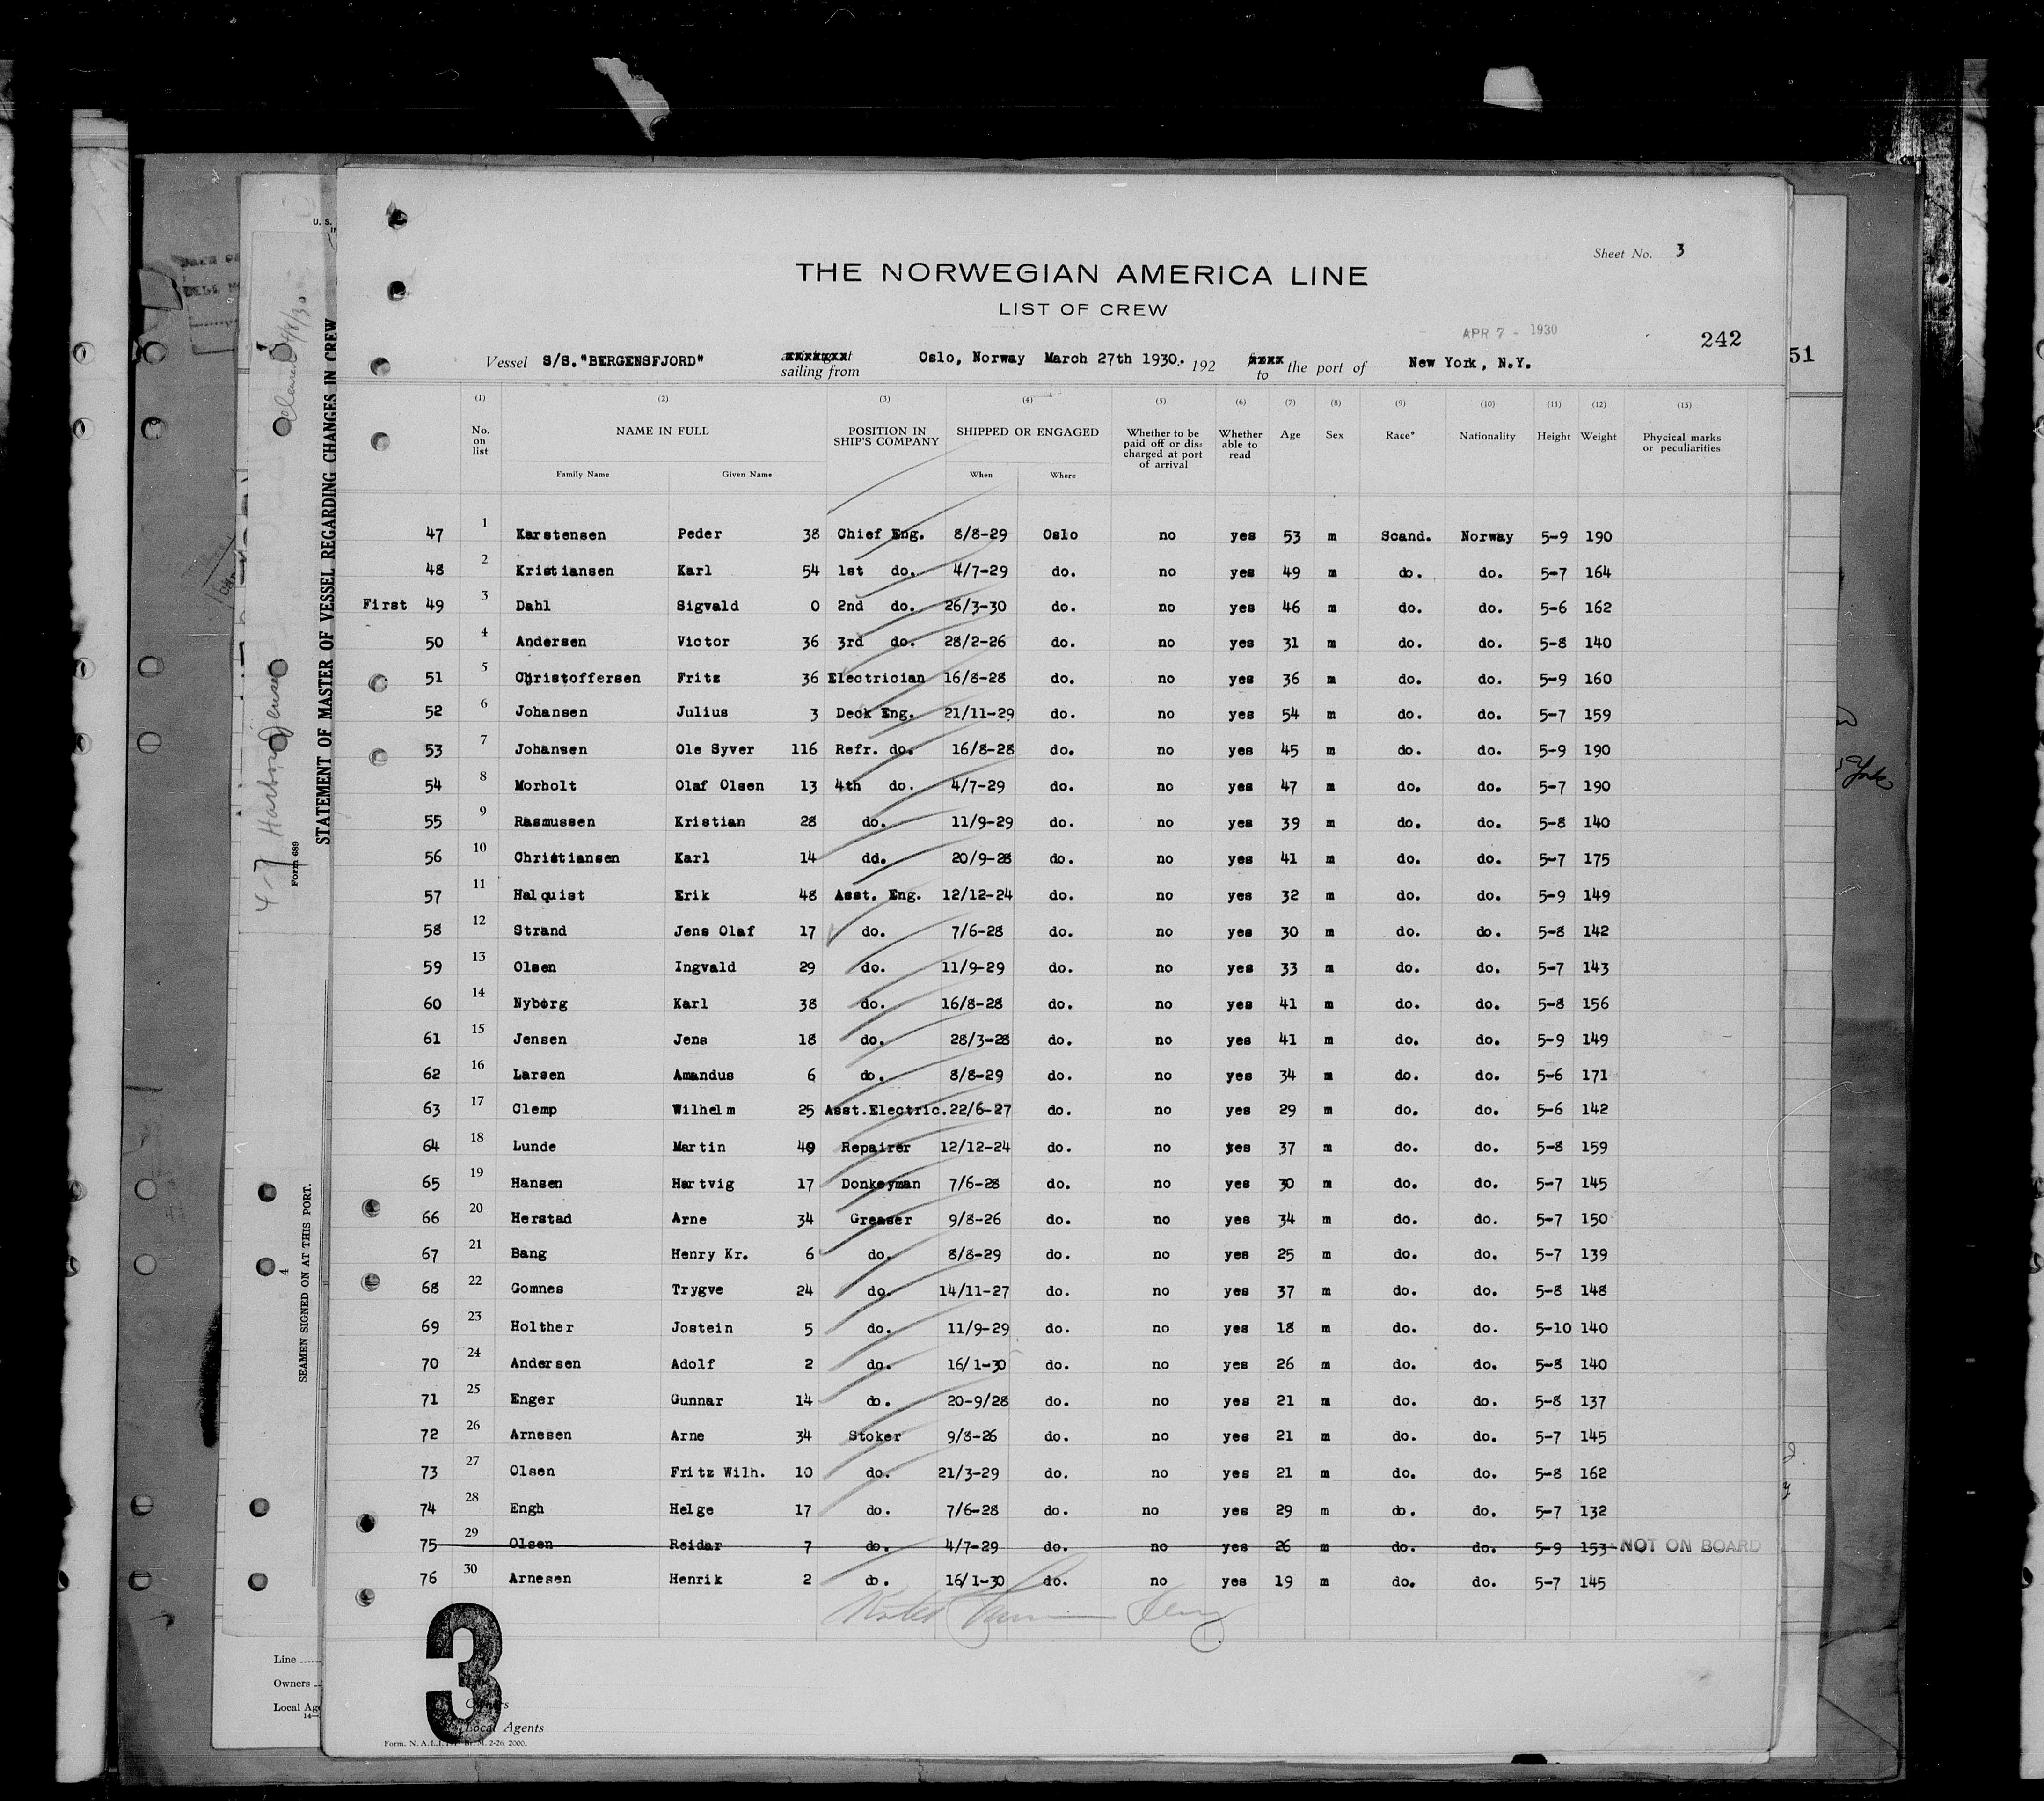 Sheet No. 3
THE NORWEGIAN AMERICA LINE
LIST OF CREW
APR 7 - 1930
242
51
Vessel S/S. "BERGENSFJORD" xxxxxxx sailing from Oslo, Norway March 27th 1930. 192 xxxx to the port of New York, N.Y.
(1) (2) (3) (4) (5) (6) (7) (8) (9) (10) (11) (12) (13)
No. on list NAME IN FULL POSITION IN SHIP'S COMPANY SHIPPED OR ENGAGED Whether to be paid off or discharged at port of arrival Whether able to read Age Sex Race* Nationality Height Weight Phycical marks or peculiarities
Family Name Given Name When Where
47 1 Karstensen Peder 38 Chief Eng. 8/8-29 Oslo no yes 53 m Scand. Norway 5-9 190
48 2 Kristiansen Karl 54 1st do. 4/7-29 do. no yes 49 m do. do. 5-7 164
First 49 3 Dahl Sigvald 0 2nd do. 26/3-30 do. no yes 46 m do. do. 5-6 162
50 4 Andersen Victor 36 3rd do. 28/2-26 do. no yes 31 m do. do. 5-8 140
51 5 Christoffersen Fritz 36 Electrician 16/8-28 do. no yes 36 m do. do. 5-9 160
52 6 Johansen Julius 3 Deck Eng. 21/11-29 do. no yes 54 m do. do. 5-7 159
53 7 Johansen Ole Syver 116 Refr. do. 16/8-28 do. no yes 45 m do. do. 5-9 190
54 8 Morholt Olaf Olsen 13 4th do. 4/7-29 do. no yes 47 m do. do. 5-7 190
55 9 Rasmussen Kristian 28 do. 11/9-29 do. no yes 39 m do. do. 5-8 140
56 10 Christiansen Karl 14 dd. 20/9-28 do. no yes 41 m do. do. 5-7 175
57 11 Halquist Erik 48 Asst. Eng. 12/12-24 do. no yes 32 m do. do. 5-9 149
58 12 Strand Jens Olaf 17 do. 7/6-28 do. no yes 30 m do. do. 5-8 142
59 13 Olsen Ingvald 29 do. 11/9-29 do. no yes 33 m do. do. 5-7 143
60 14 Nyberg Karl 38 do. 16/8-28 do. no yes 41 m do. do. 5-8 156
61 15 Jensen Jens 18 do. 28/3-28 do. no yes 41 m do. do. 5-9 149
62 16 Larsen Amandus 6 do. 8/8-29 do. no yes 34 m do. do. 5-6 171
63 17 Clemp Wilhelm 25 Asst.Electric. 22/6-27 do. no yes 29 m do. do. 5-6 142
64 18 Lunde Martin 49 Repairer 12/12-24 do. no yes 37 m do. do. 5-8 159
65 19 Hansen Hartvig 17 Donkeyman 7/6-28 do. no yes 30 m do. do. 5-7 145
66 20 Herstad Arne 34 Greaser 9/8-26 do. no yes 34 m do. do. 5-7 150
67 21 Bang Henry Kr. 6 do. 8/8-29 do. no yes 25 m do. do. 5-7 139
68 22 Gomnes Trygve 24 do. 14/11-27 do. no yes 37 m do. do. 5-8 148
69 23 Holther Jostein 5 do. 11/9-29 do. no yes 18 m do. do. 5-10 140
70 24 Andersen Adolf 2 do. 16/1-30 do. no yes 26 m do. do. 5-8 140
71 25 Enger Gunnar 14 do. 20-9/28 do. no yes 21 m do. do. 5-8 137
72 26 Arnesen Arne 34 Stoker 9/8-26 do. no yes 21 m do. do. 5-7 145
73 27 Olsen Fritz Wilh. 10 do. 21/3-29 do. no yes 21 m do. do. 5-8 162
74 28 Engh Helge 17 do. 7/6-28 do. no yes 29 m do. do. 5-7 132
75 29 Olsen Reidar 7 do. 4/7-29 do. no yes 26 m do. do. 5-9 153 NOT ON BOARD
76 30 Arnesen Henrik 2 do. 16/1-30 do. no yes 19 m do. do. 5-7 145
3
Owners
Local Agents
2-26. 2000.
U. S.
STATEMENT OF MASTER OF VESSEL REGARDING CHANGES IN CREW
Form 689
SEAMEN SIGNED ON AT THIS PORT.
4
Line
Owners
Local Age
York